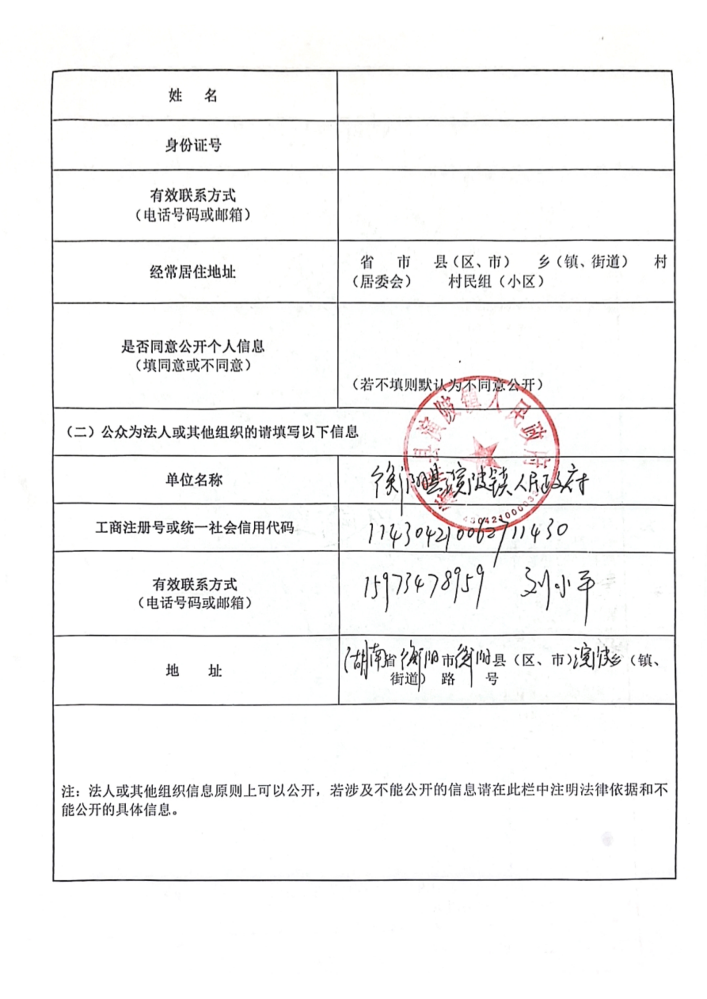 姓 名
身份证号
有效联系方式
（电话号码或邮箱）
经常居住地址
省 市 县（区、市） 乡（镇、街道） 村
（居委会） 村民组（小区）
是否同意公开个人信息
（填同意或不同意）
（若不填则默认为不同意公开）
（二）公众为法人或其他组织的请填写以下信息
单位名称
衡阳县演陂镇人民政府
工商注册号或统一社会信用代码
114304210062711430
有效联系方式
（电话号码或邮箱）
15973478959 刘小平
地 址
湖南省衡阳市衡阳县（区、市）演陂乡（镇、
街道） 路 号
注：法人或其他组织信息原则上可以公开，若涉及不能公开的信息请在此栏中注明法律依据和不
能公开的具体信息。
衡阳县演陂镇人民政府